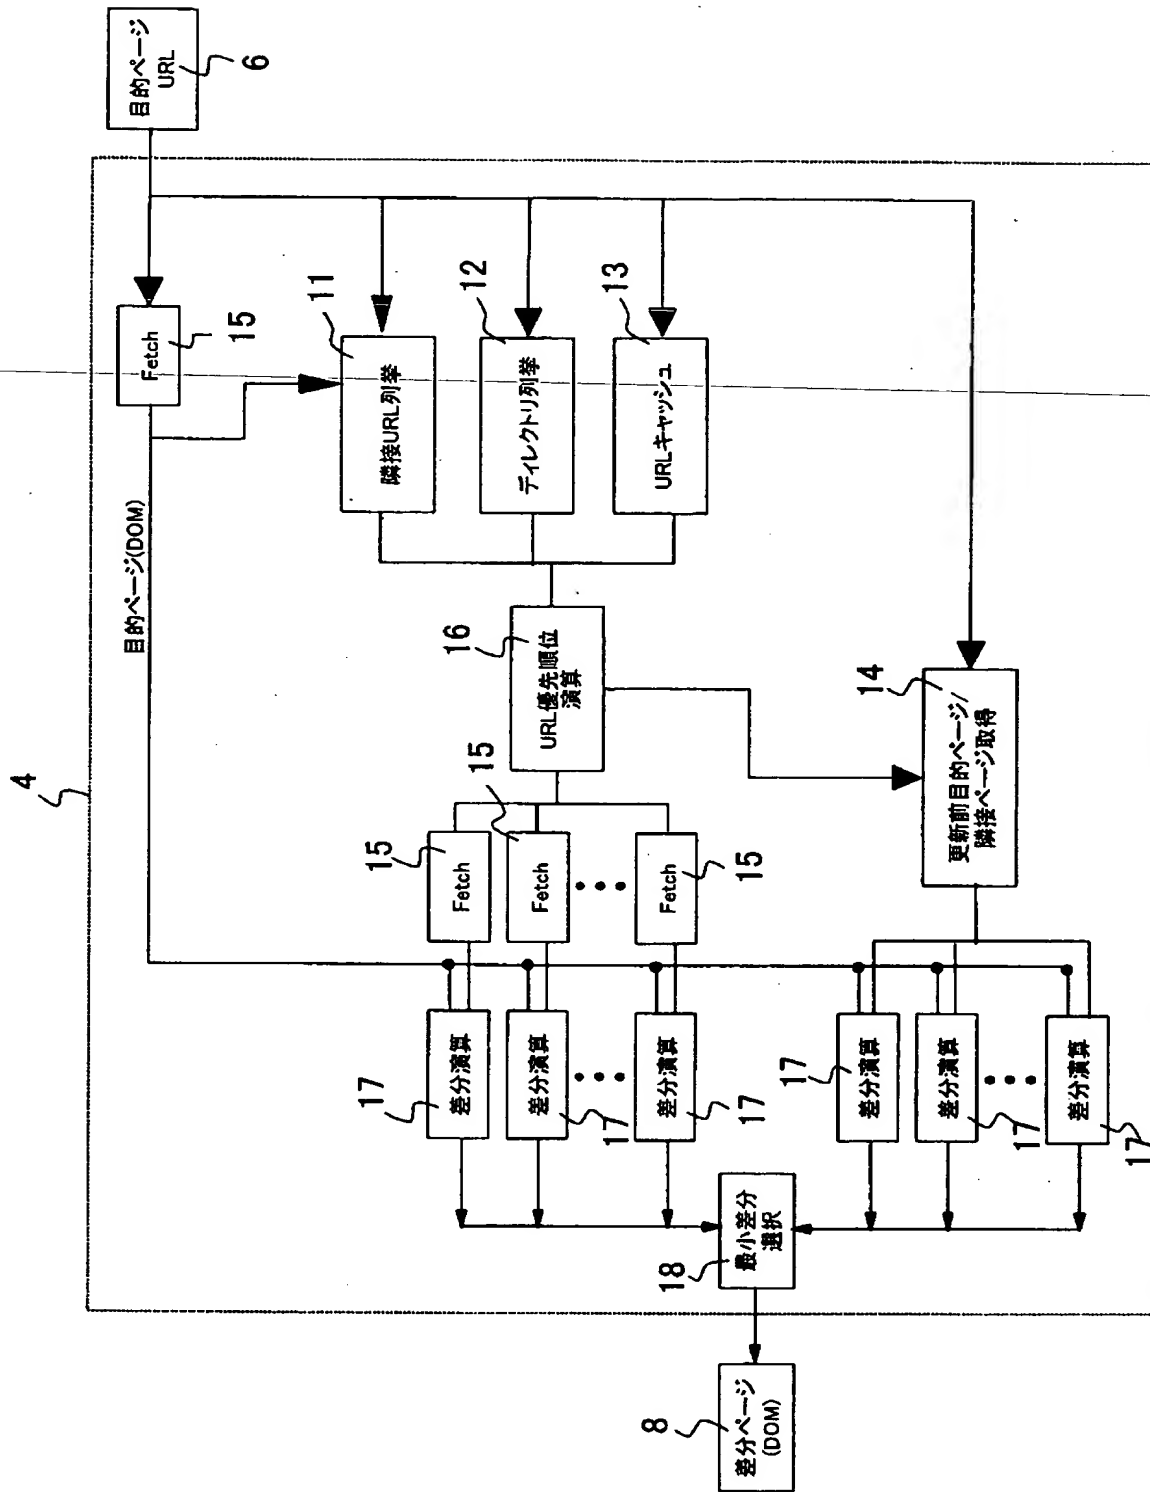 4
目的ページ
URL
6
Fetch
15
目的ページ(DOM)
隣接URL列挙
11
ディレクトリ列挙
12
URLキャッシュ
13
URL優先順位
演算
16
更新前目的ページ/
隣接ページ取得
14
Fetch
15
Fetch
15
Fetch
15
差分演算
17
差分演算
17
差分演算
17
差分演算
17
差分演算
17
差分演算
17
最小差分
選択
18
差分ページ
(DOM)
8